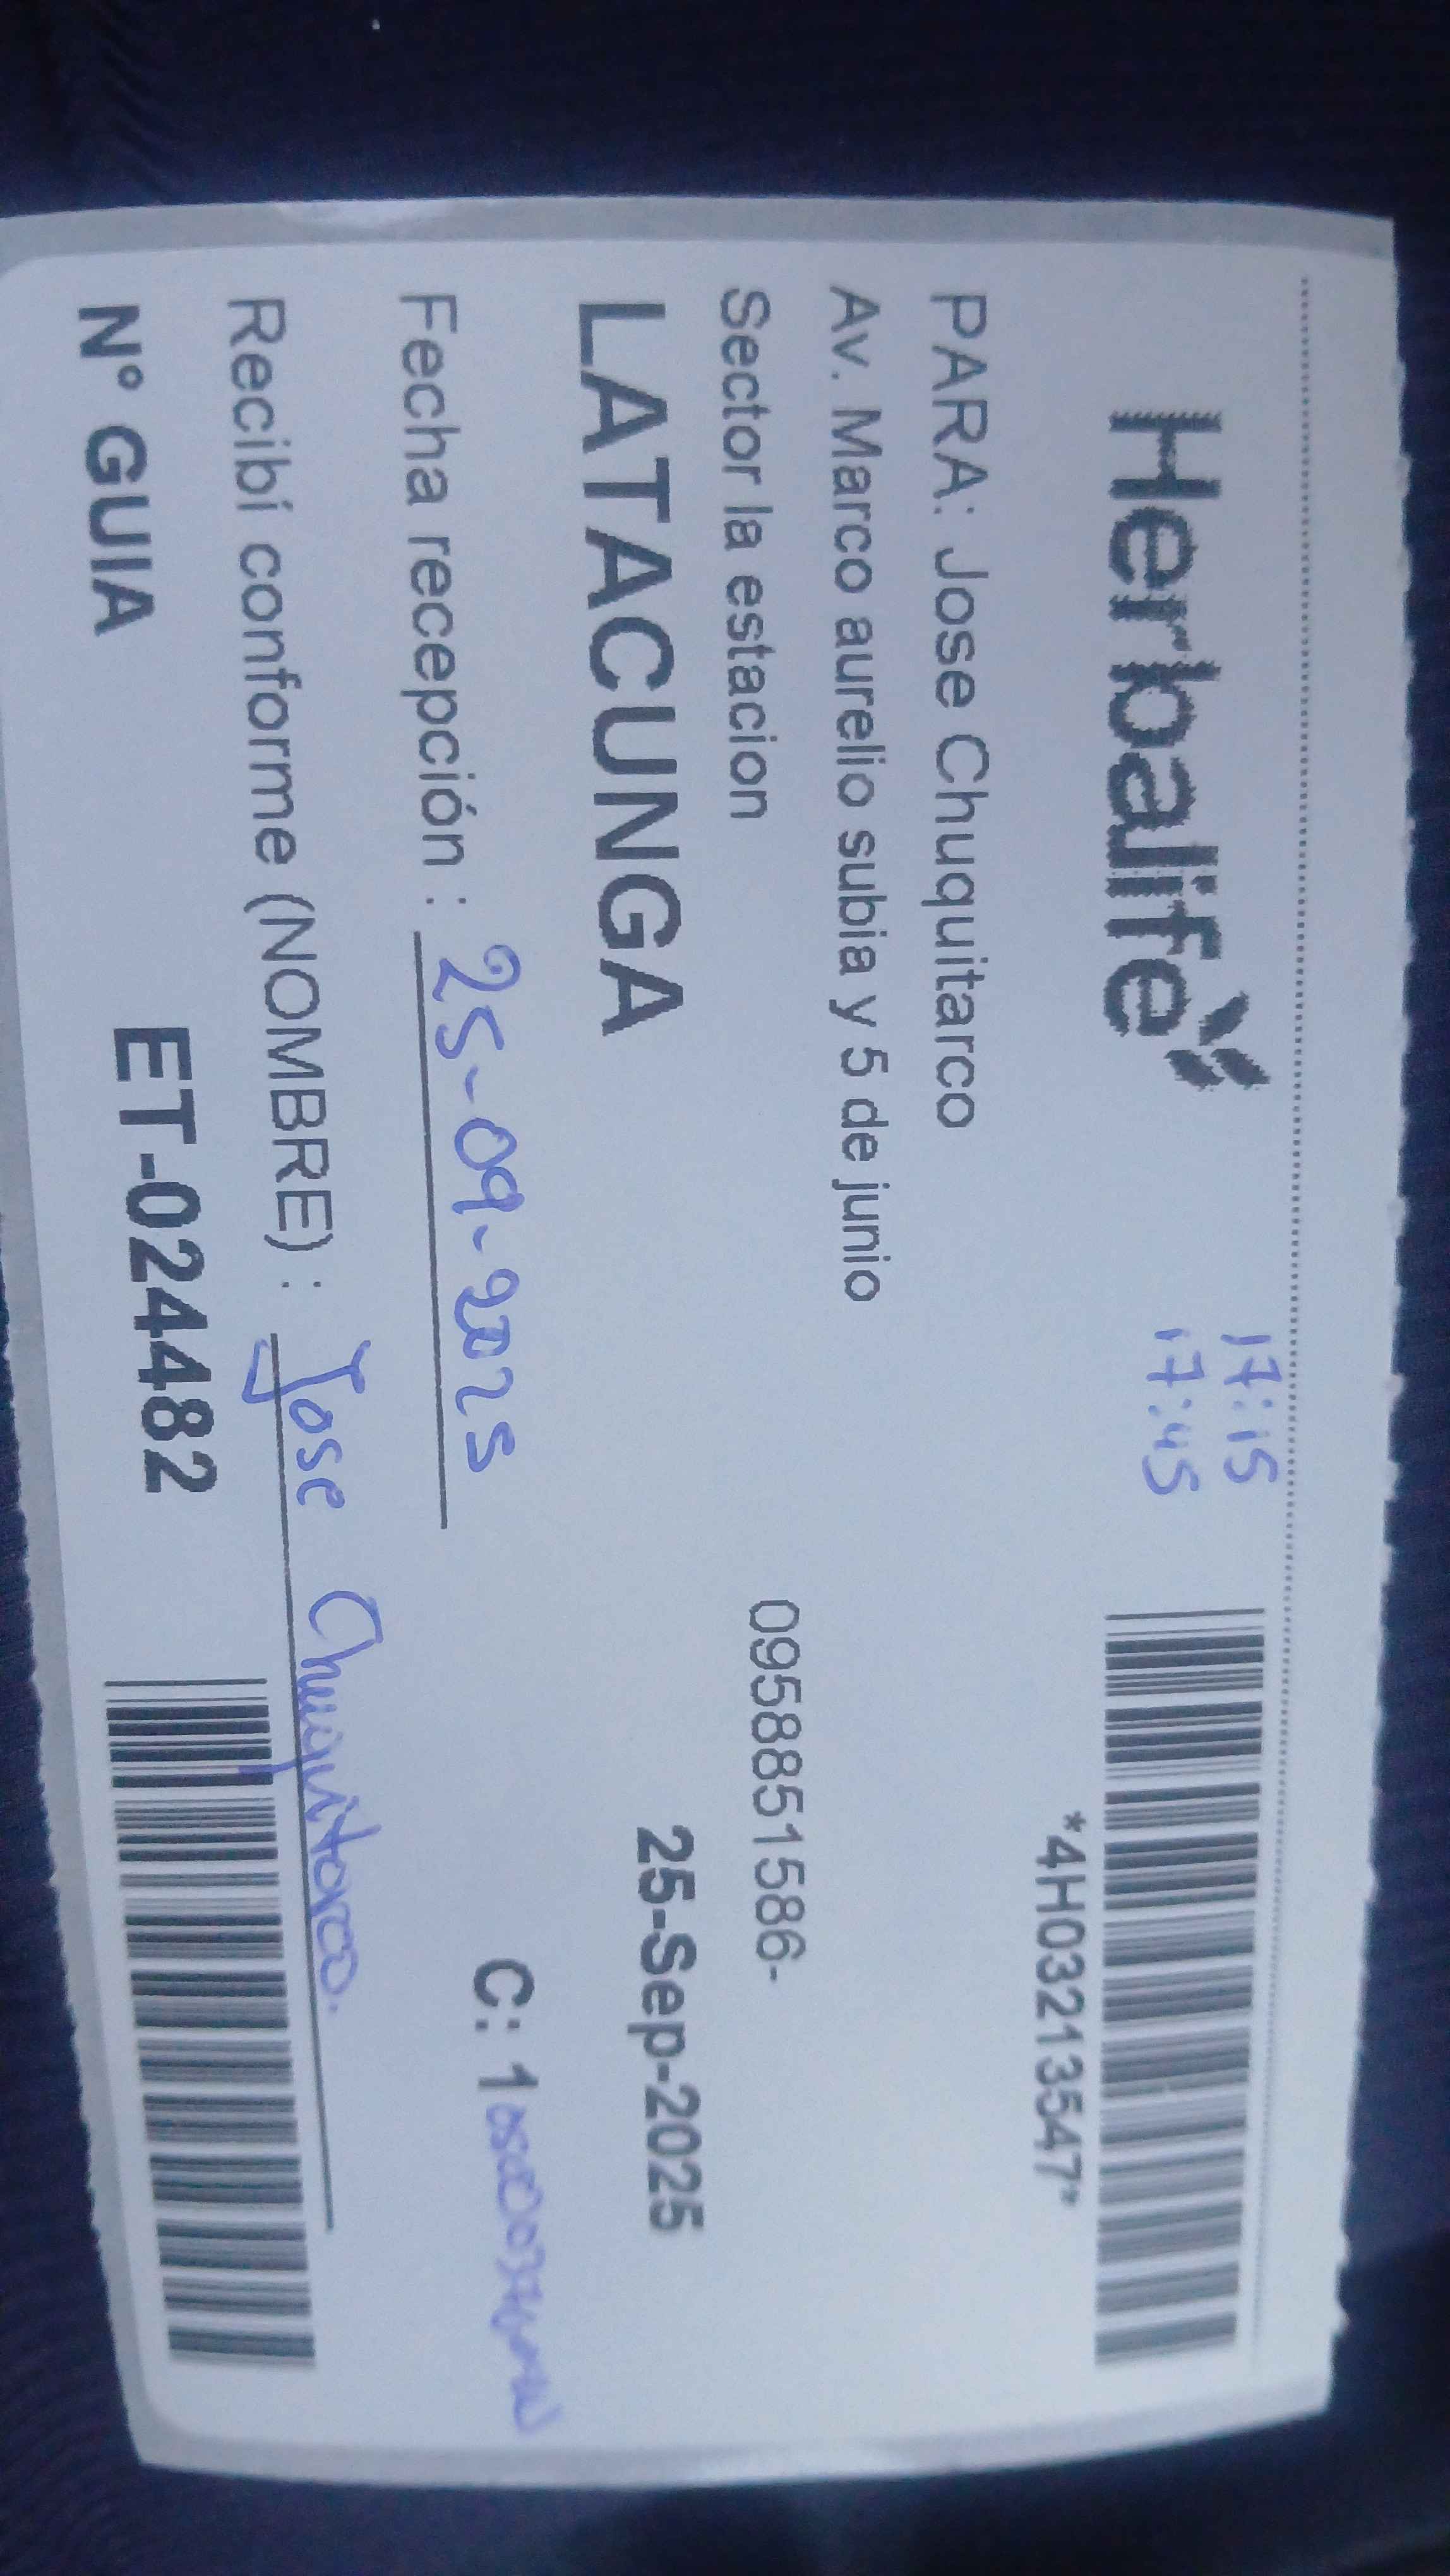 Herbalife
17:15
17:45
*4H03213547*
PARA: Jose Chuquitarco
Av. Marco aurelio subia y 5 de junio
Sector la estacion
0958851586-
LATACUNGA
25-Sep-2025
Fecha recepción : 25-09-2025
C: 1
Recibí conforme (NOMBRE) : Jose Chuquitarco.
N° GUIA
ET-024482